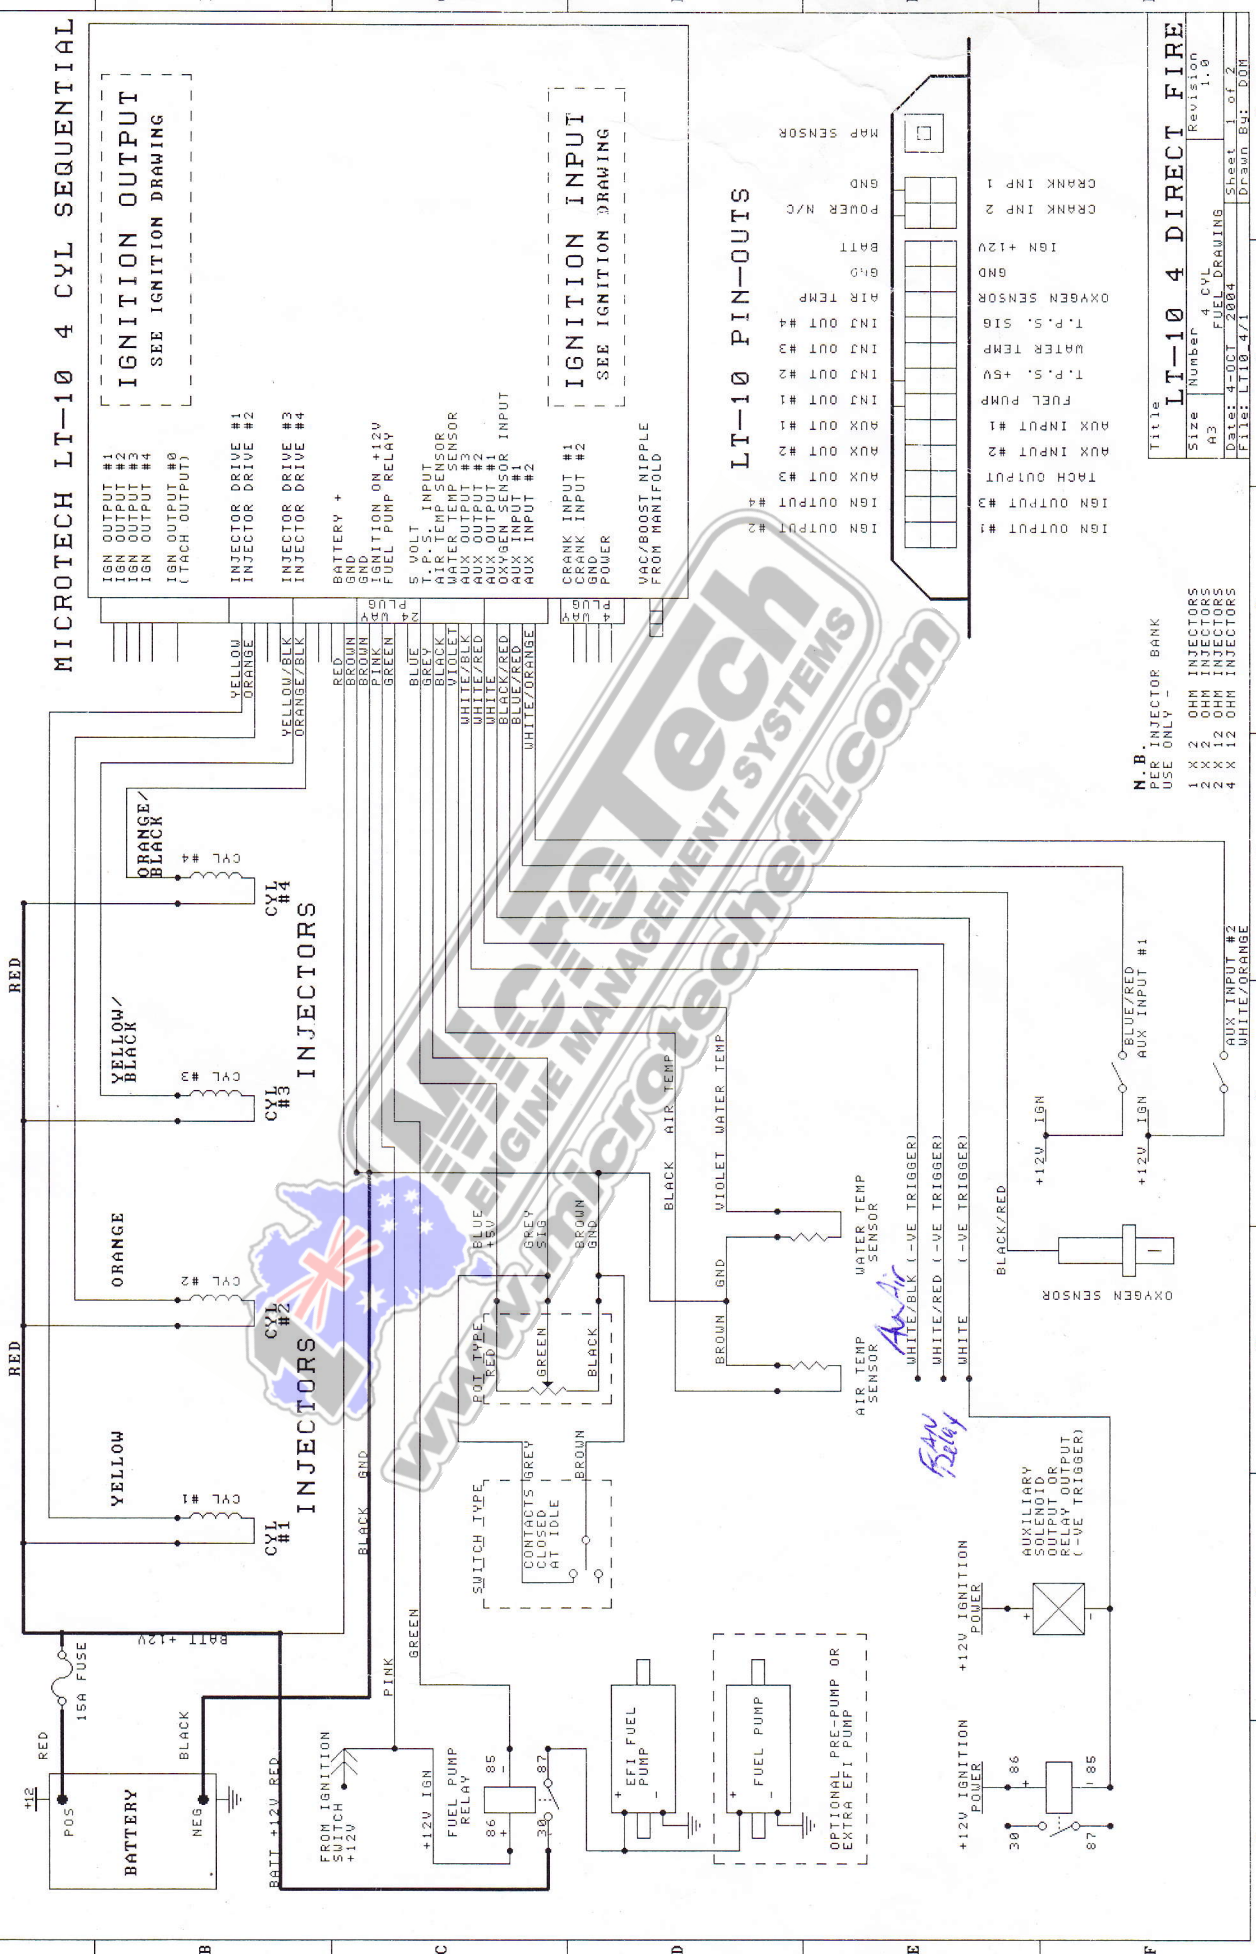 MICROTECH LT-10 4 CYL SEQUENTIAL
IGNITION OUTPUT
SEE IGNITION DRAWING
IGN OUTPUT #1
IGN OUTPUT #2
IGN OUTPUT #3
IGN OUTPUT #4
IGN OUTPUT #0
(TACH OUTPUT)
INJECTOR DRIVE #1
INJECTOR DRIVE #2
INJECTOR DRIVE #3
INJECTOR DRIVE #4
BATTERY +
GND
GND
IGNITION ON +12V
FUEL PUMP RELAY
5 VOLT
T.P.S. INPUT
AIR TEMP SENSOR
WATER TEMP SENSOR
AUX OUTPUT #3
AUX OUTPUT #2
AUX OUTPUT #1
OXYGEN SENSOR INPUT
AUX INPUT #1
AUX INPUT #2
IGNITION INPUT
SEE IGNITION DRAWING
CRANK INPUT #1
CRANK INPUT #2
GND
POWER
VAC/BOOST NIPPLE
FROM MANIFOLD
24 WAY
PLUG
4 WAY
PLUG
YELLOW
ORANGE
YELLOW/BLK
ORANGE/BLK
RED
BROWN
BROWN
PINK
GREEN
BLUE
GREY
BLACK
VIOLET
WHITE/BLK
WHITE/RED
WHITE
BLACK/RED
BLUE/RED
WHITE/ORANGE
RED
RED
YELLOW
ORANGE
YELLOW/
BLACK
ORANGE/
BLACK
CYL #1
CYL #2
CYL #3
CYL #4
CYL
#1
CYL
#2
CYL
#3
CYL
#4
INJECTORS
INJECTORS
+12
RED
POS
15A FUSE
BATTERY
NEG
BLACK
BATT +12V
BATT +12V RED
BLACK GND
FROM IGNITION
SWITCH
+12V
PINK
GREEN
+12V IGN
FUEL PUMP
RELAY
86
+
85
-
30
87
SWITCH TYPE
CONTACTS
CLOSED
AT IDLE
GREY
BROWN
POT TYPE
RED
GREEN
BLACK
BLUE
+5V
GREY
SIG
BROWN
GND
EFI FUEL
PUMP
+
-
FUEL PUMP
+
-
OPTIONAL PRE-PUMP OR
EXTRA EFI PUMP
BLACK AIR TEMP
VIOLET WATER TEMP
BROWN GND
AIR TEMP
SENSOR
WATER TEMP
SENSOR
WHITE/BLK (-VE TRIGGER)
WHITE/RED (-VE TRIGGER)
WHITE (-VE TRIGGER)
FAN
Relay
BLACK/RED
OXYGEN SENSOR
+12V IGN
BLUE/RED
AUX INPUT #1
+12V IGN
AUX INPUT #2
WHITE/ORANGE
+12V IGNITION
POWER
+
-
AUXILIARY
SOLENOID
OUTPUT OR
RELAY OUTPUT
(-VE TRIGGER)
+12V IGNITION
POWER
30
86
+
87
-
85
LT-10 PIN-OUTS
IGN OUTPUT #2
IGN OUTPUT #4
AUX OUT #3
AUX OUT #2
AUX OUT #1
INJ OUT #1
INJ OUT #2
INJ OUT #3
INJ OUT #4
AIR TEMP
GND
BATT
POWER N/C
GND
MAP SENSOR
IGN OUTPUT #1
IGN OUTPUT #3
TACH OUTPUT
AUX INPUT #2
AUX INPUT #1
FUEL PUMP
T.P.S. +5V
WATER TEMP
T.P.S. SIG
OXYGEN SENSOR
GND
IGN +12V
CRANK INP 2
CRANK INP 1
N.B.
PER INJECTOR BANK
USE ONLY -
1 X 2 OHM INJECTORS
2 X 2 OHM INJECTORS
2 X 12 OHM INJECTORS
4 X 12 OHM INJECTORS
Title
LT-10 4 DIRECT FIRE
Size
A3
Number
4 CYL
FUEL DRAWING
Revision
1.0
Date: 4-OCT 2004
Sheet 1 of 2
File: LT10_4/1
Drawn By: DOM
B
C
D
E
F
MicroTech
ENGINE MANAGEMENT SYSTEMS
www.microtechefi.com